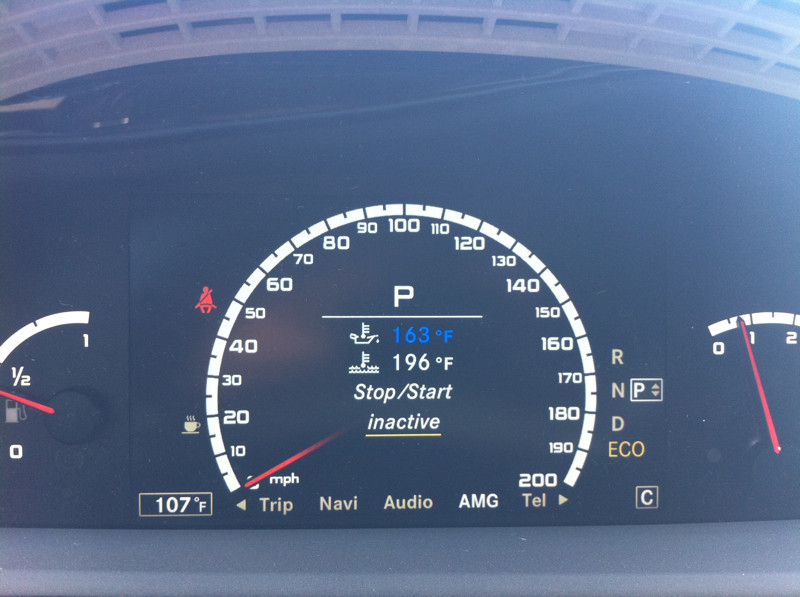 90 100 110
80 120
70 130
60 140
50 150
40 160
30 170
20 180
10 190
mph 200
P
163 °F
196 °F
Stop/Start
inactive
1
1/2
0
R
N P
D
ECO
C
0 1 2
107°F
Trip Navi Audio AMG Tel